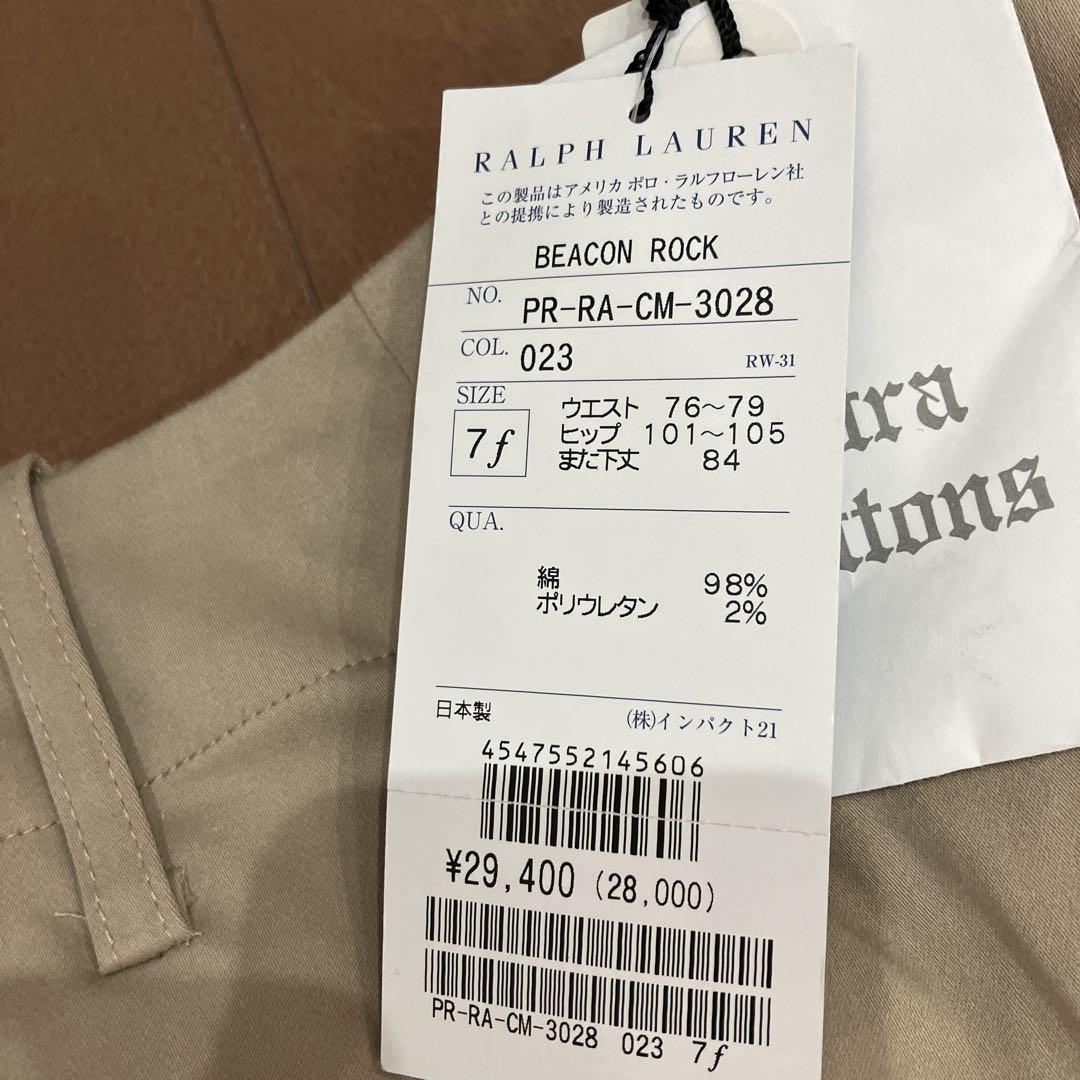 RALPH LAUREN
この製品はアメリカ ポロ・ラルフローレン社
との提携により製造されたものです。
BEACON ROCK
NO. PR-RA-CM-3028
COL. 023 RW-31
SIZE
7f
ウエスト 76～79
ヒップ 101～105
また下丈 84
QUA.
綿 98%
ポリウレタン 2%
日本製 (株)インパクト21
4547552145606
¥29,400 (28,000)
PR-RA-CM-3028 023 7f